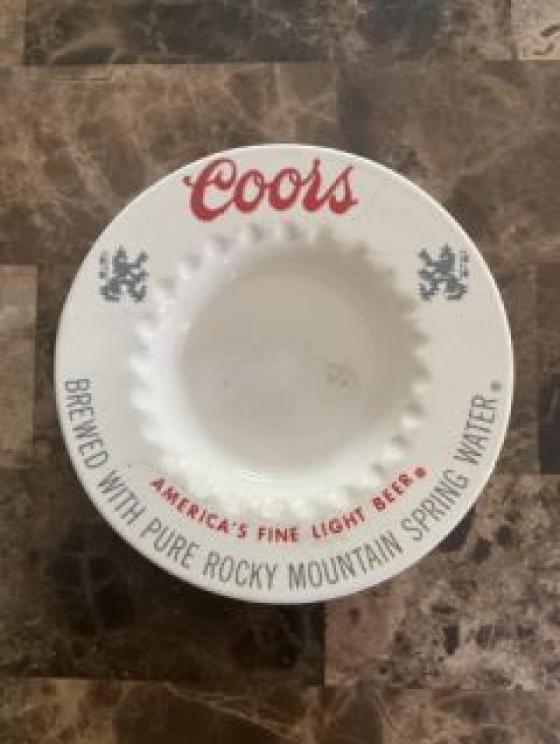 Coors
AMERICA'S FINE LIGHT BEER®
BREWED WITH PURE ROCKY MOUNTAIN SPRING WATER®